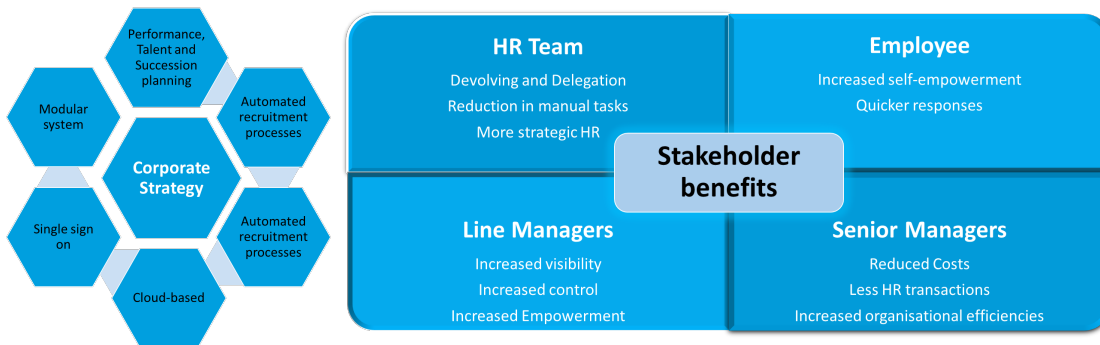 Performance,
Talent and
Succession
planning
Modular
system
Automated
recruitment
processes
Corporate
Strategy
Single sign
on
Automated
recruitment
processes
Cloud-based
HR Team
Devolving and Delegation
Reduction in manual tasks
More strategic HR
Employee
Increased self-empowerment
Quicker responses
Stakeholder
benefits
Line Managers
Increased visibility
Increased control
Increased Empowerment
Senior Managers
Reduced Costs
Less HR transactions
Increased organisational efficiencies